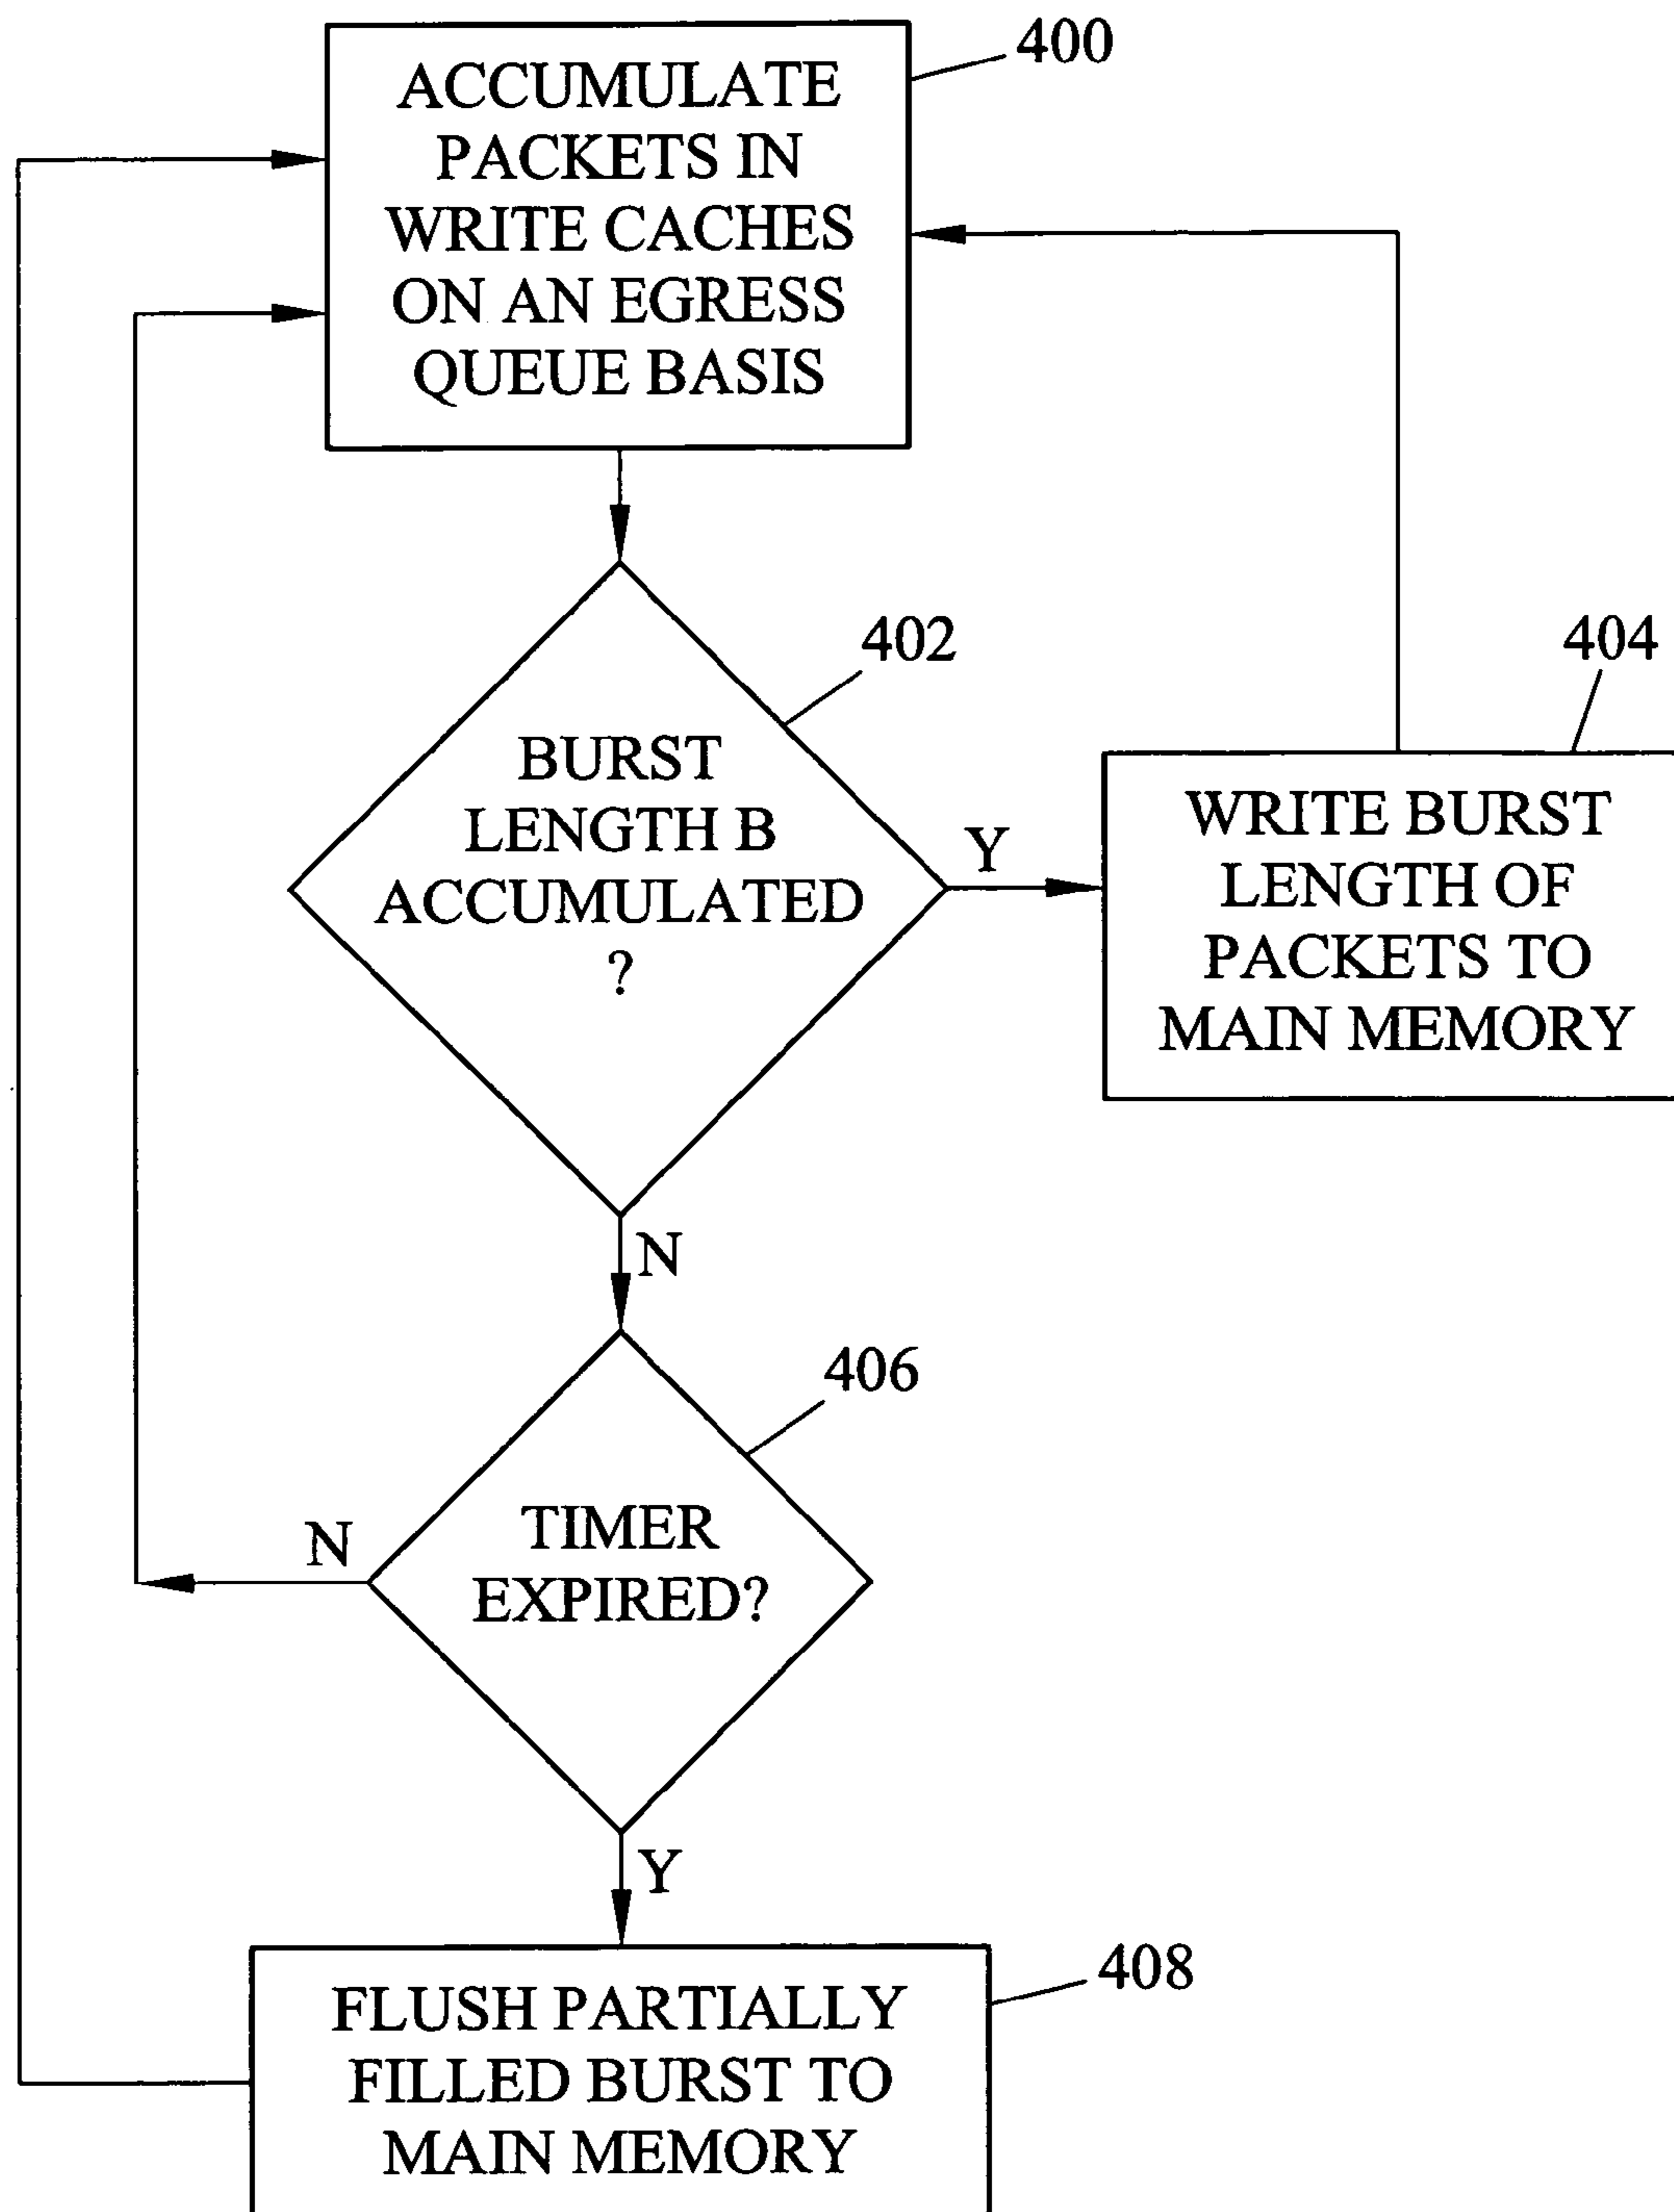 400
ACCUMULATE
PACKETS IN
WRITE CACHES
ON AN EGRESS
QUEUE BASIS
402
BURST
LENGTH B
ACCUMULATED
?
Y
404
WRITE BURST
LENGTH OF
PACKETS TO
MAIN MEMORY
N
406
TIMER
EXPIRED?
N
Y
408
FLUSH PARTIALLY
FILLED BURST TO
MAIN MEMORY